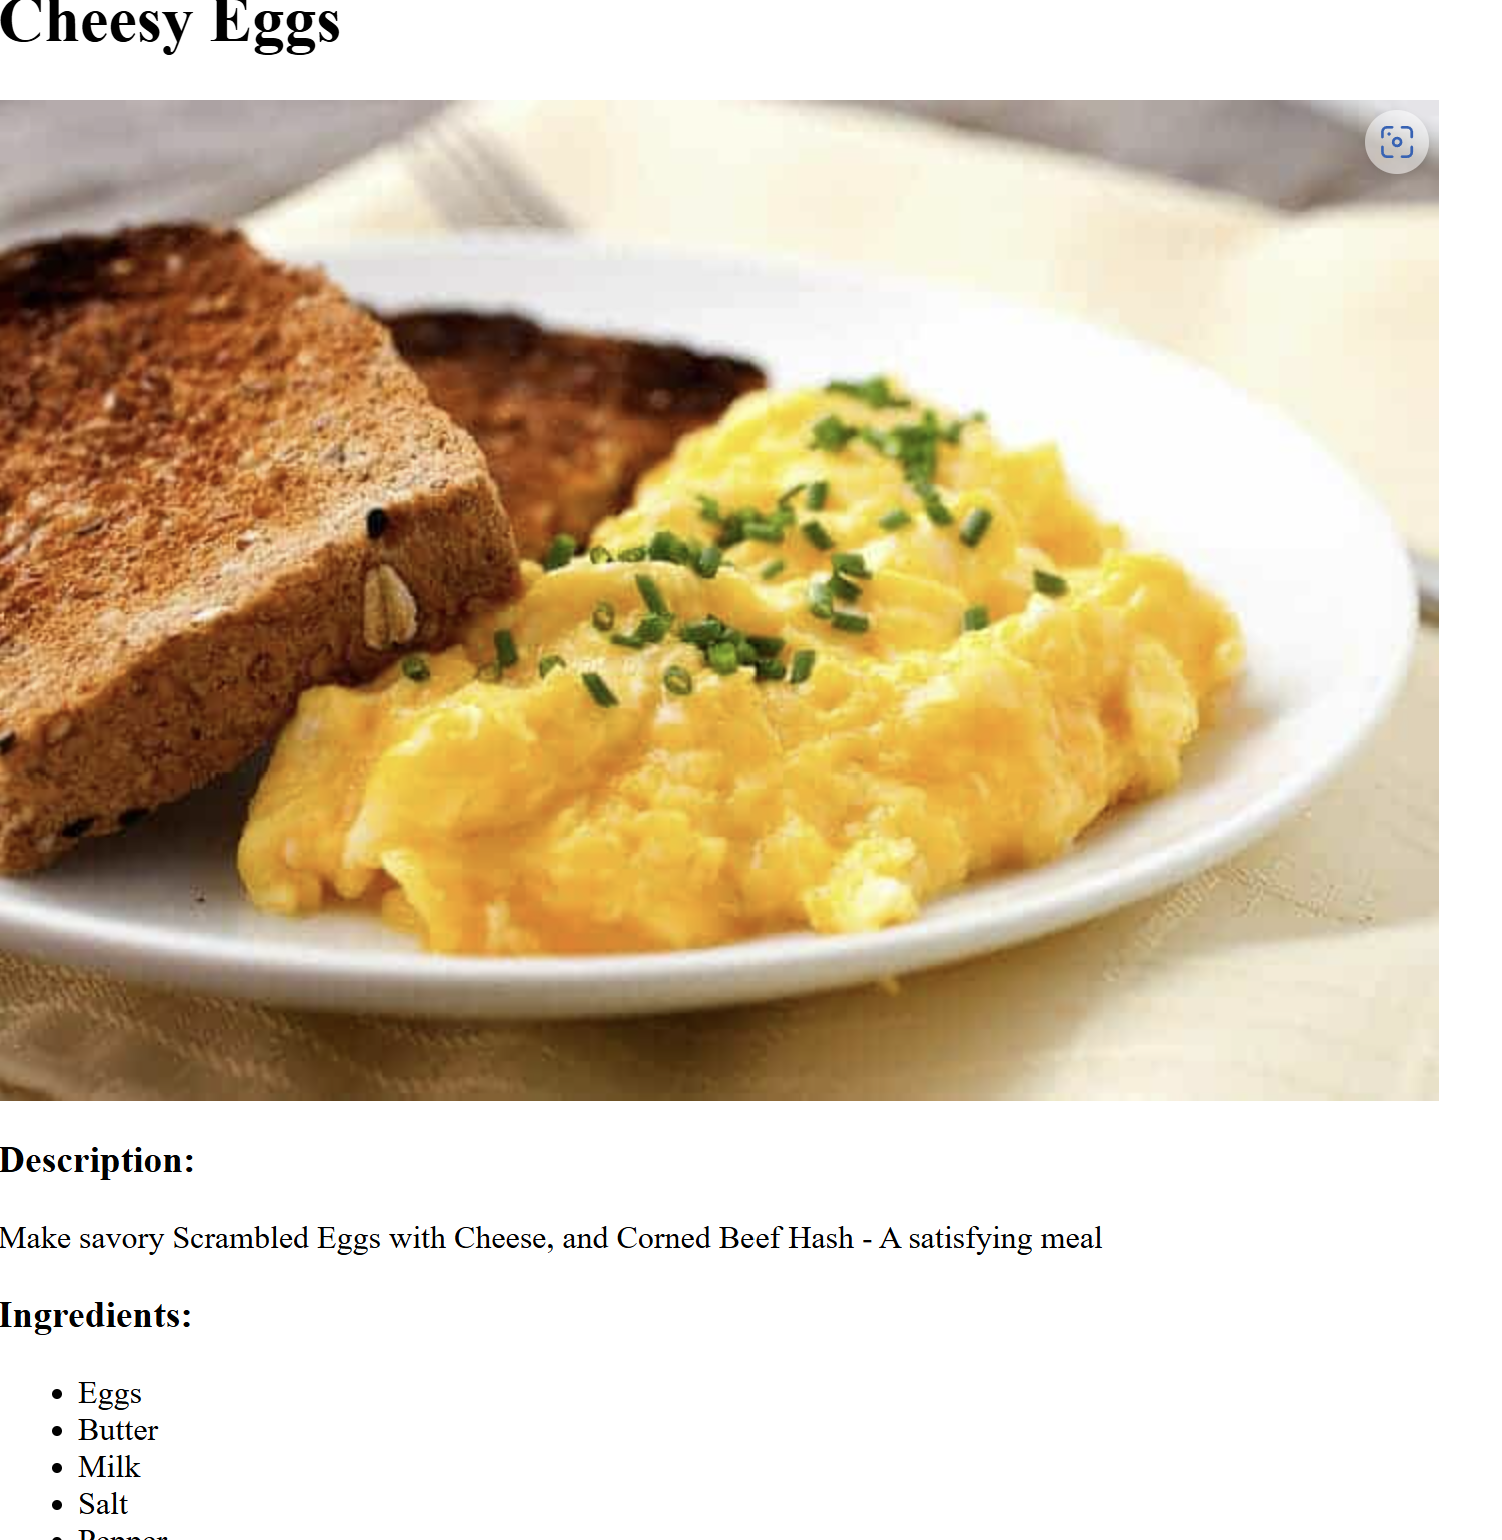 Cheesy Eggs
Description:
Make savory Scrambled Eggs with Cheese, and Corned Beef Hash - A satisfying meal
Ingredients:
Eggs
Butter
Milk
Salt
Pepper